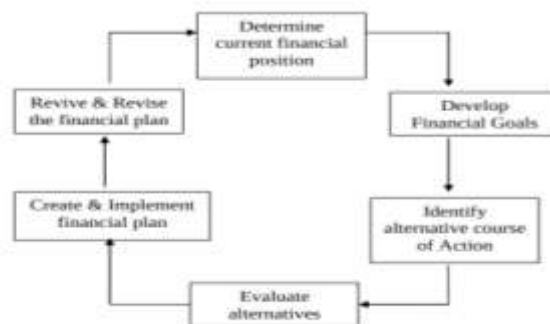 Determine
current financial
position
Develop
Financial Goals
Identify
alternative course
of Action
Evaluate
alternatives
Create & Implement
financial plan
Revive & Revise
the financial plan